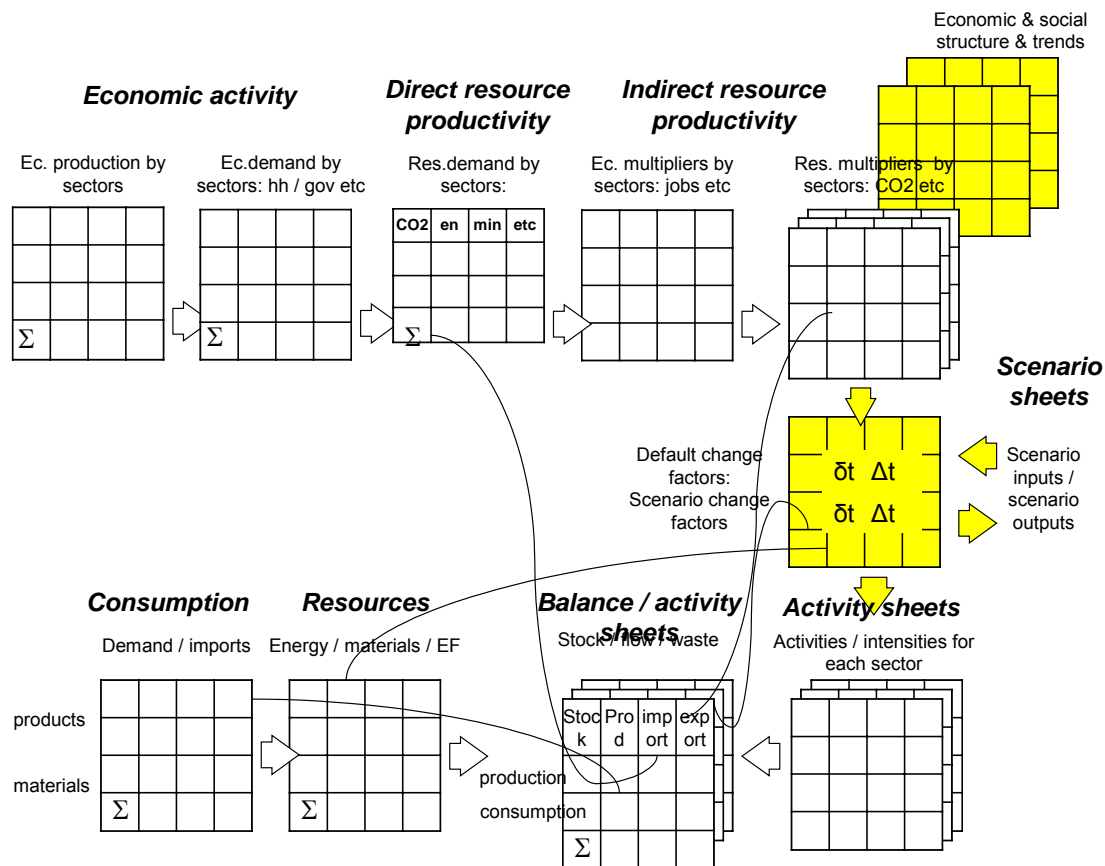 Economic & social
structure & trends
Economic activity
Direct resource
productivity
Indirect resource
productivity
Ec. production by
sectors
Ec.demand by
sectors: hh / gov etc
Res.demand by
sectors:
Ec. multipliers by
sectors: jobs etc
Res. multipliers by
sectors: CO2 etc
CO2 en min etc
Σ
Σ
Σ
Scenario
sheets
Default change
factors:
Scenario change
factors
δt Δt
δt Δt
Scenario
inputs /
scenario
outputs
Consumption
Resources
Balance / activity
sheets
Activity sheets
Demand / imports
Energy / materials / EF
Stock / flow / waste
Activities / intensities for
each sector
products
materials
Σ
Σ
Stoc
k
Pro
d
imp
ort
exp
ort
production
consumption
Σ